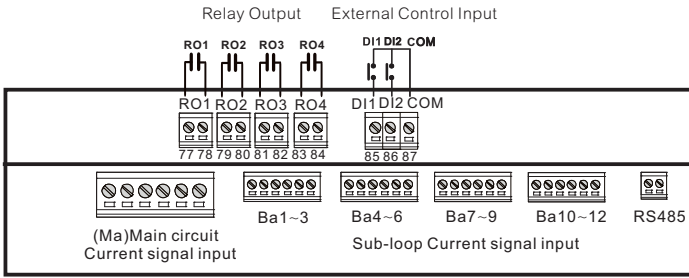 Relay Output External Control Input
RO1 RO2 RO3 RO4 DI1 DI2 COM
RO1 RO2 RO3 RO4 DI1 DI2 COM
77 78 79 80 81 82 83 84 85 86 87
Ba1~3 Ba4~6 Ba7~9 Ba10~12 RS485
(Ma)Main circuit
Current signal input
Sub-loop Current signal input